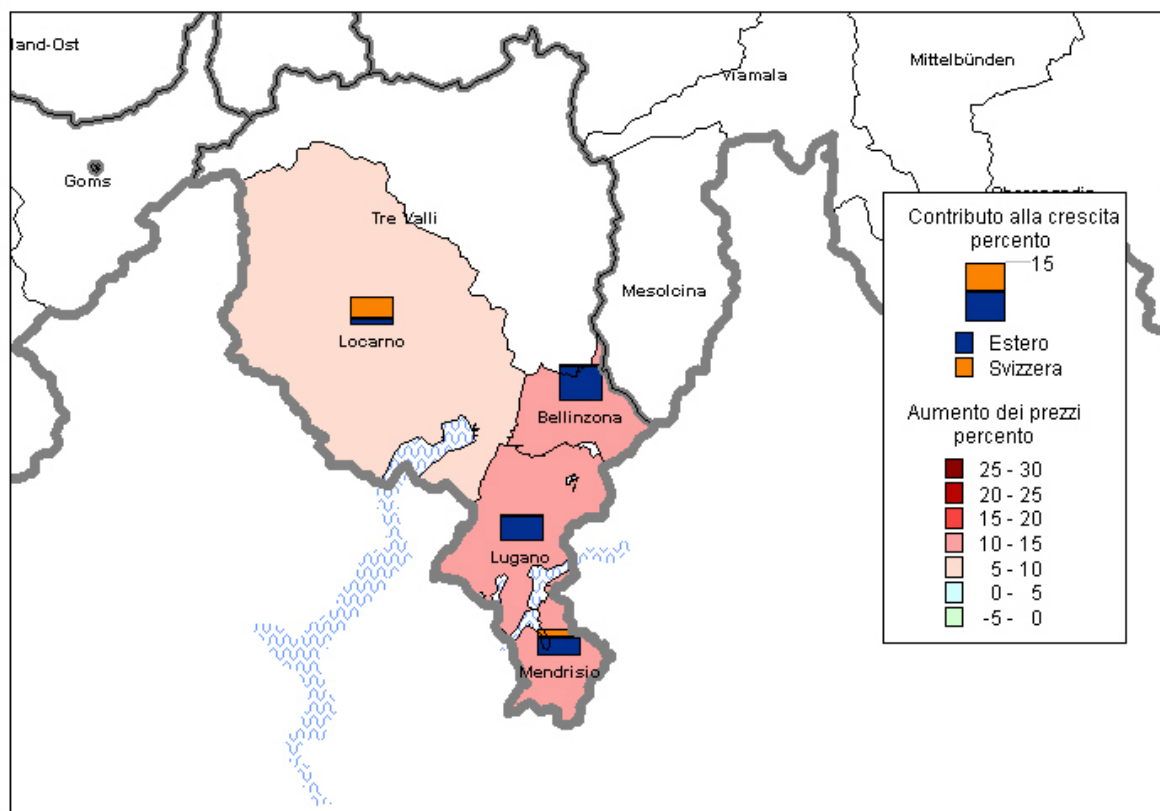 land-Ost
Viamala
Mittelbünden
Goms
Tre Valli
Mesolcina
Locarno
Bellinzona
Lugano
Mendrisio
Contributo alla crescita
percento
15
Estero
Svizzera
Aumento dei prezzi
percento
25 - 30
20 - 25
15 - 20
10 - 15
5 - 10
0 - 5
-5 - 0